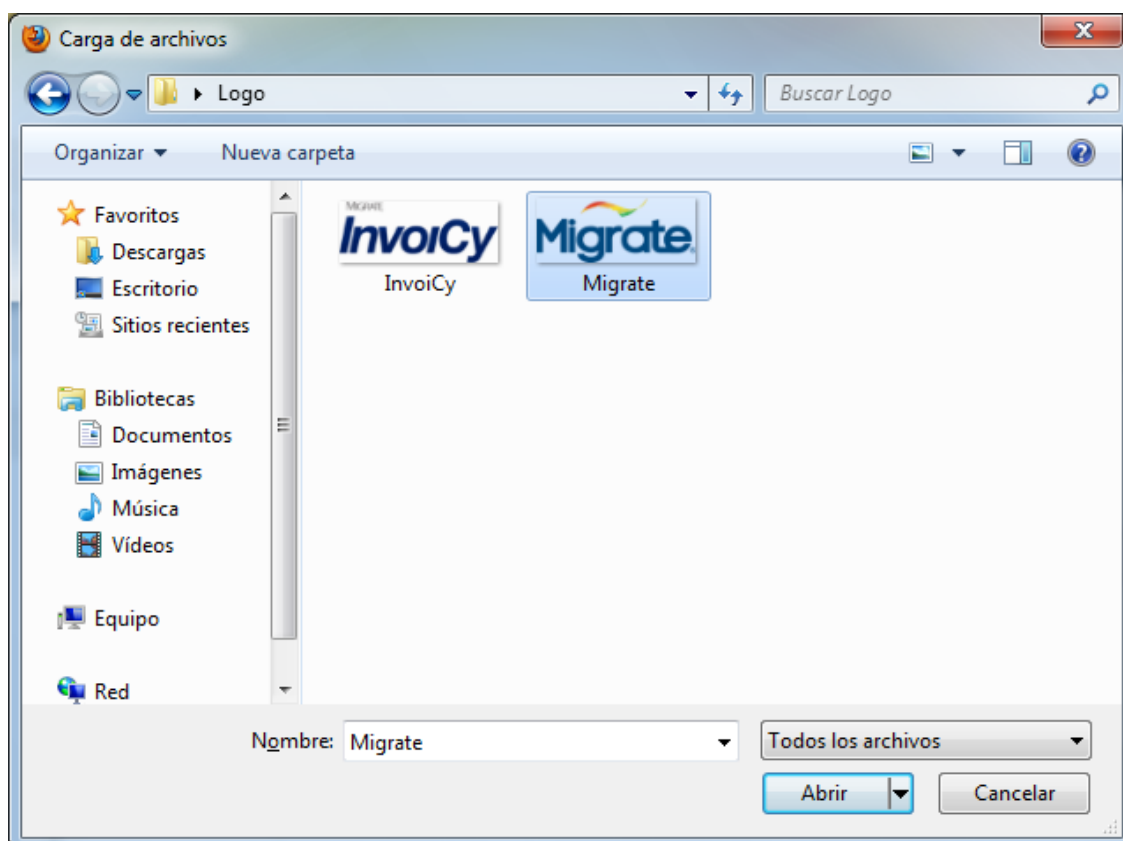 Carga de archivos
Logo
Buscar Logo
Organizar
Nueva carpeta
Favoritos
Descargas
Escritorio
Sitios recientes
Bibliotecas
Documentos
Imágenes
Música
Vídeos
Equipo
Red
MIGRATE
InvoiCy
InvoiCy
Migrate
Migrate
Nombre: Migrate
Todos los archivos
Abrir
Cancelar